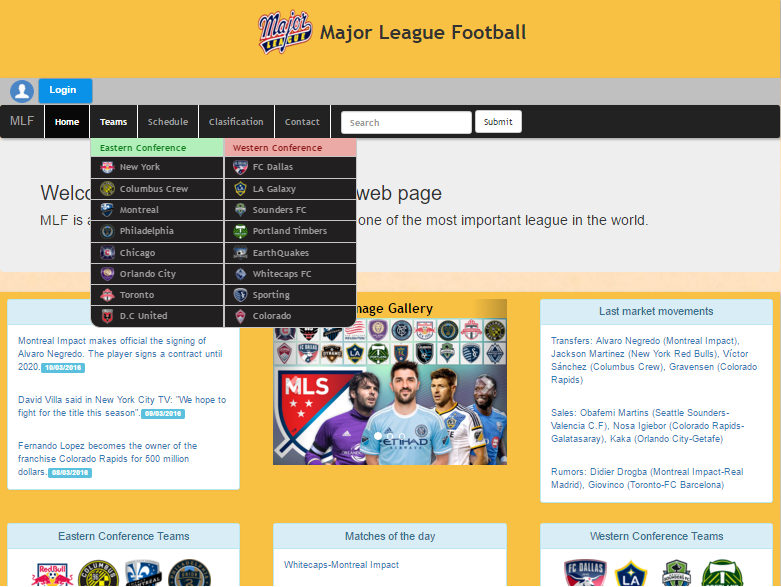 Major League Football
Login
MLF Home Teams Schedule Clasification Contact Search Submit
Eastern Conference
New York
Columbus Crew
Montreal
Philadelphia
Chicago
Orlando City
Toronto
D.C United
Western Conference
FC Dallas
LA Galaxy
Sounders FC
Portland Timbers
EarthQuakes
Whitecaps FC
Sporting
Colorado
web page
MLF is
one of the most important league in the world.
Montreal Impact makes official the signing of
Alvaro Negredo. The player signs a contract until
2020. 10/03/2016
David Villa said in New York City TV: "We hope to
fight for the title this season". 09/03/2016
Fernando Lopez becomes the owner of the
franchise Colorado Rapids for 500 million
dollars. 08/03/2016
Gallery
MLS
ETIHAD
AIRWAYS
Last market movements
Transfers: Alvaro Negredo (Montreal Impact),
Jackson Martinez (New York Red Bulls), Víctor
Sánchez (Columbus Crew), Gravensen (Colorado
Rapids)
Sales: Obafemi Martins (Seattle Sounders-
Valencia C.F), Nosa Igiebor (Colorado Rapids-
Galatasaray), Kaka (Orlando City-Getafe)
Rumors: Didier Drogba (Montreal Impact-Real
Madrid), Giovinco (Toronto-FC Barcelona)
Eastern Conference Teams
RedBull
COLUMBUS
Matches of the day
Whitecaps-Montreal Impact
Western Conference Teams
FC DALLAS
LA